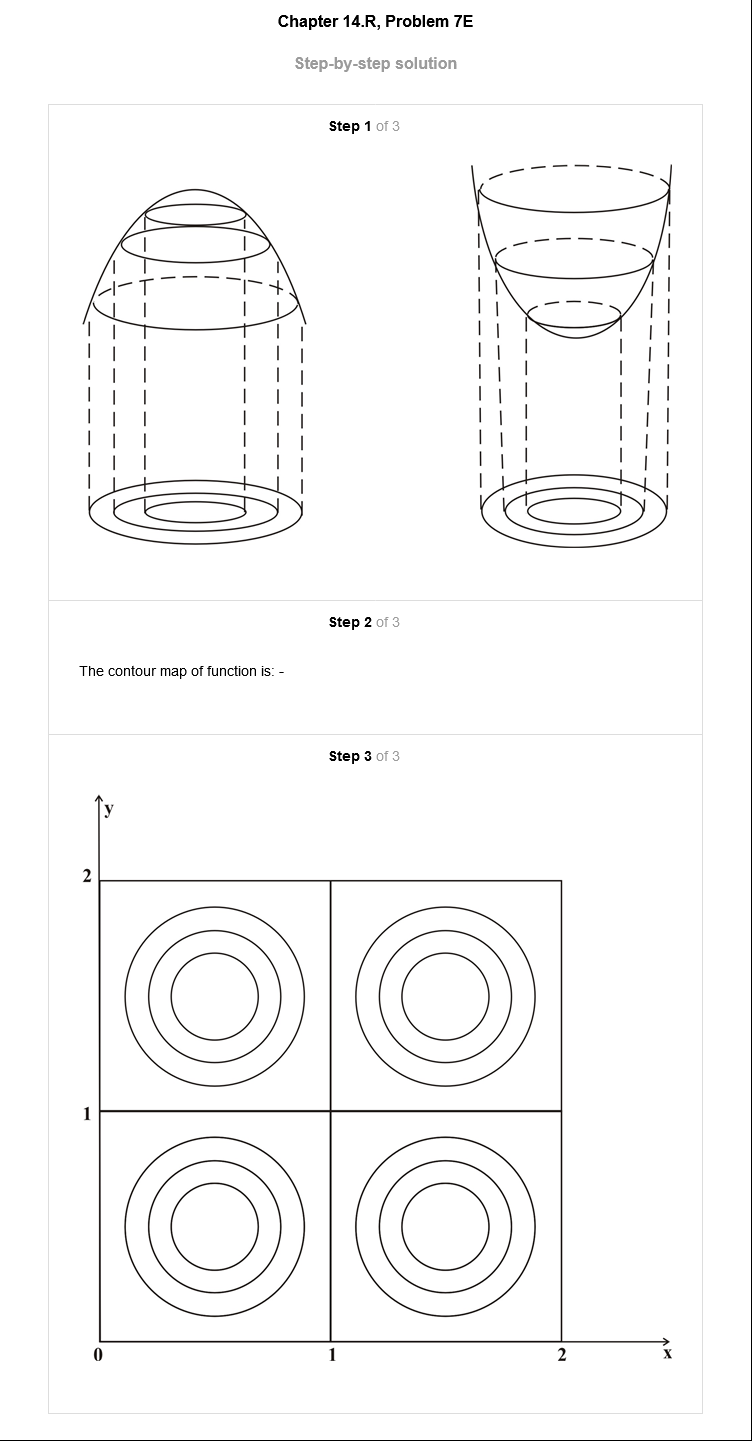 Chapter 14.R, Problem 7E
Step-by-step solution
Step 1 of 3
Step 2 of 3
The contour map of function is: -
Step 3 of 3
y
2
1
0 1 2 x